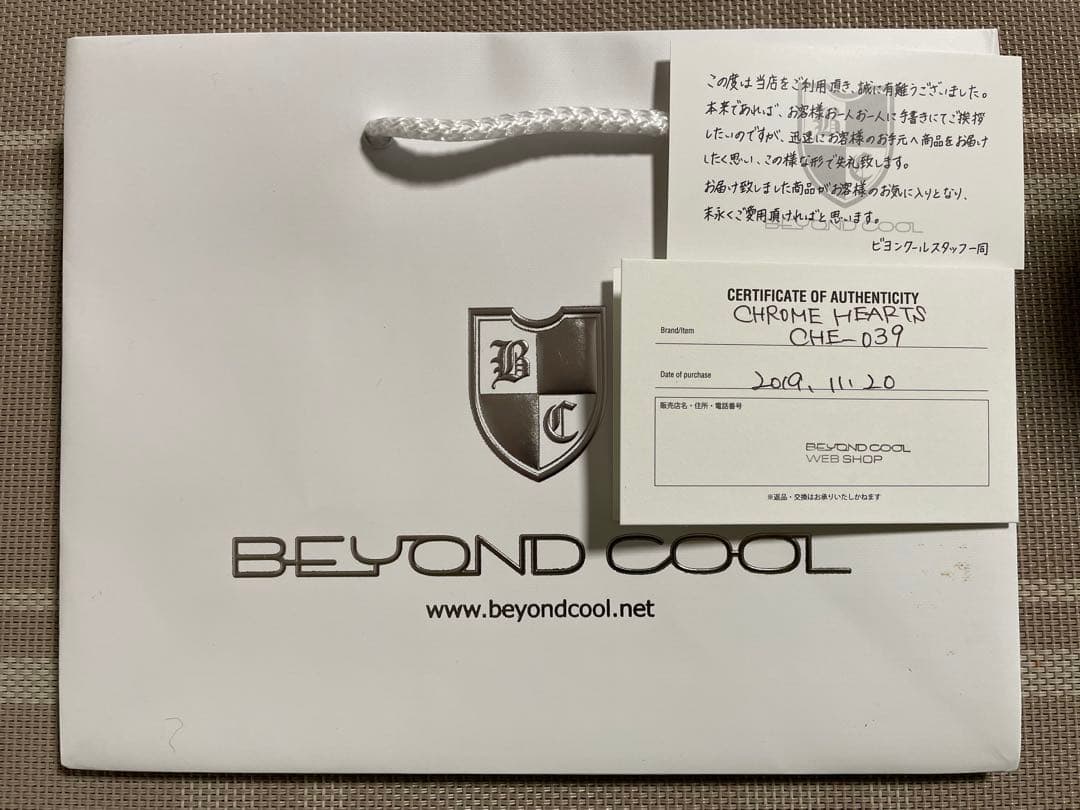 この度は当店をご利用頂き、誠に有難うございました。
本来であれば、お客様お一人お一人に手書きにてご挨拶
したいのですが、迅速にお客様のお手元へ商品をお届け
したく思い、この様な形で失礼致します。
お届け致しました商品がお客様のお気に入りとなり、
末永くご愛用頂ければと思います。
BEYOND COOL
ビヨンクールスタッフ一同
CERTIFICATE OF AUTHENTICITY
Brand/Item CHROME HEARTS
CHE-039
Date of purchase 2019.11.20
販売店名・住所・電話番号
BEYOND COOL
WEB SHOP
※返品・交換はお承りいたしかねます
B
C
BEYOND COOL
www.beyondcool.net